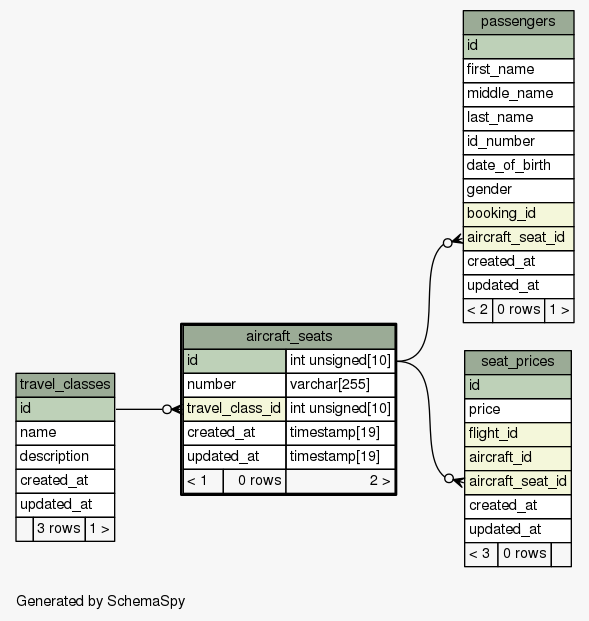 passengers
id
first_name
middle_name
last_name
id_number
date_of_birth
gender
booking_id
aircraft_seat_id
created_at
updated_at
< 2 0 rows 1 >
aircraft_seats
id int unsigned[10]
number varchar[255]
travel_class_id int unsigned[10]
created_at timestamp[19]
updated_at timestamp[19]
< 1 0 rows 2 >
seat_prices
id
price
flight_id
aircraft_id
aircraft_seat_id
created_at
updated_at
< 3 0 rows
travel_classes
id
name
description
created_at
updated_at
3 rows 1 >
Generated by SchemaSpy